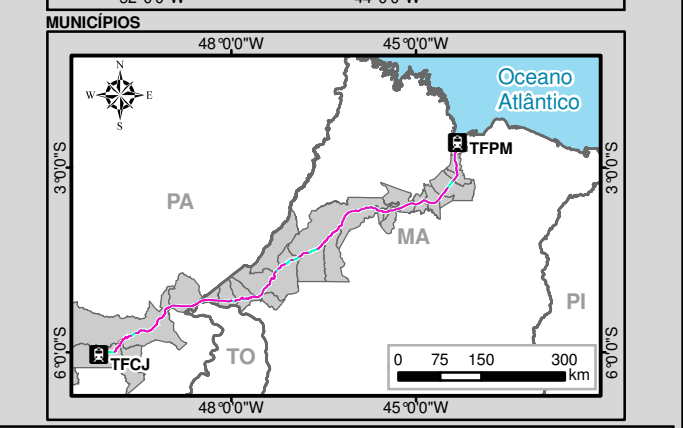 MUNICÍPIOS
48°0'0"W
45°0'0"W
N
W
E
S
Oceano
Atlântico
TFPM
3°0'0"S
3°0'0"S
PA
MA
PI
TO
TFCJ
6°0'0"S
6°0'0"S
0 75 150 300
km
48°0'0"W
45°0'0"W